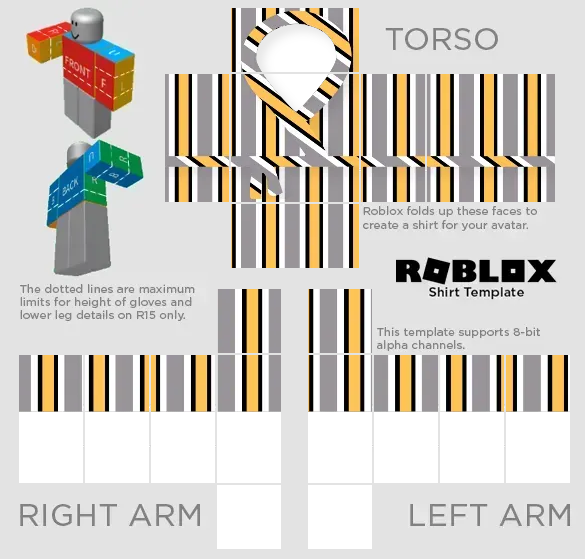 TORSO
FRONT
F
L
U
R
BACK
Roblox folds up these faces to
create a shirt for your avatar.
ROBLOX
Shirt Template
The dotted lines are maximum
limits for height of gloves and
lower leg details on R15 only.
This template supports 8-bit
alpha channels.
RIGHT ARM
LEFT ARM